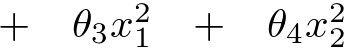 + θ₃x₁² + θ₄x₂²